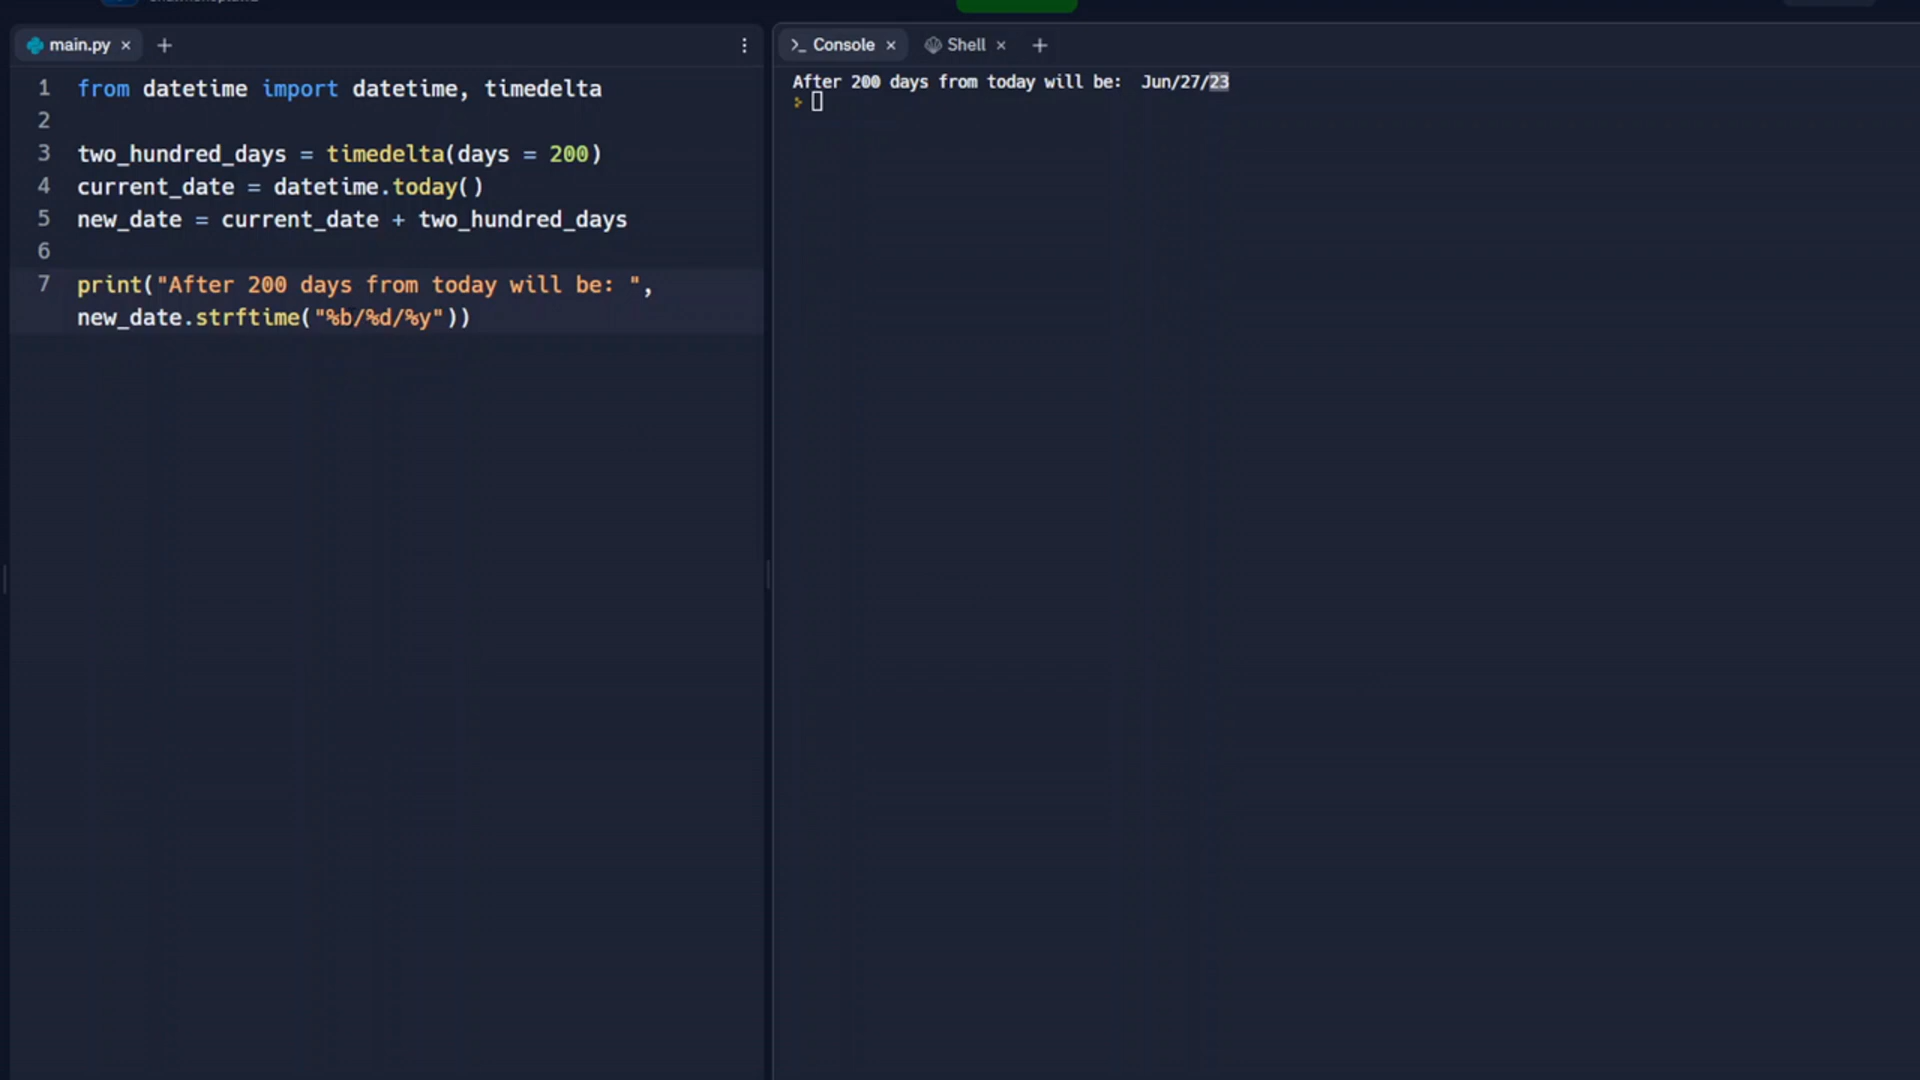 main.py × +
1 from datetime import datetime, timedelta
2
3 two_hundred_days = timedelta(days = 200)
4 current_date = datetime.today()
5 new_date = current_date + two_hundred_days
6
7 print("After 200 days from today will be: ",
new_date.strftime("%b/%d/%y"))
>_ Console × Shell × +
After 200 days from today will be:  Jun/27/23